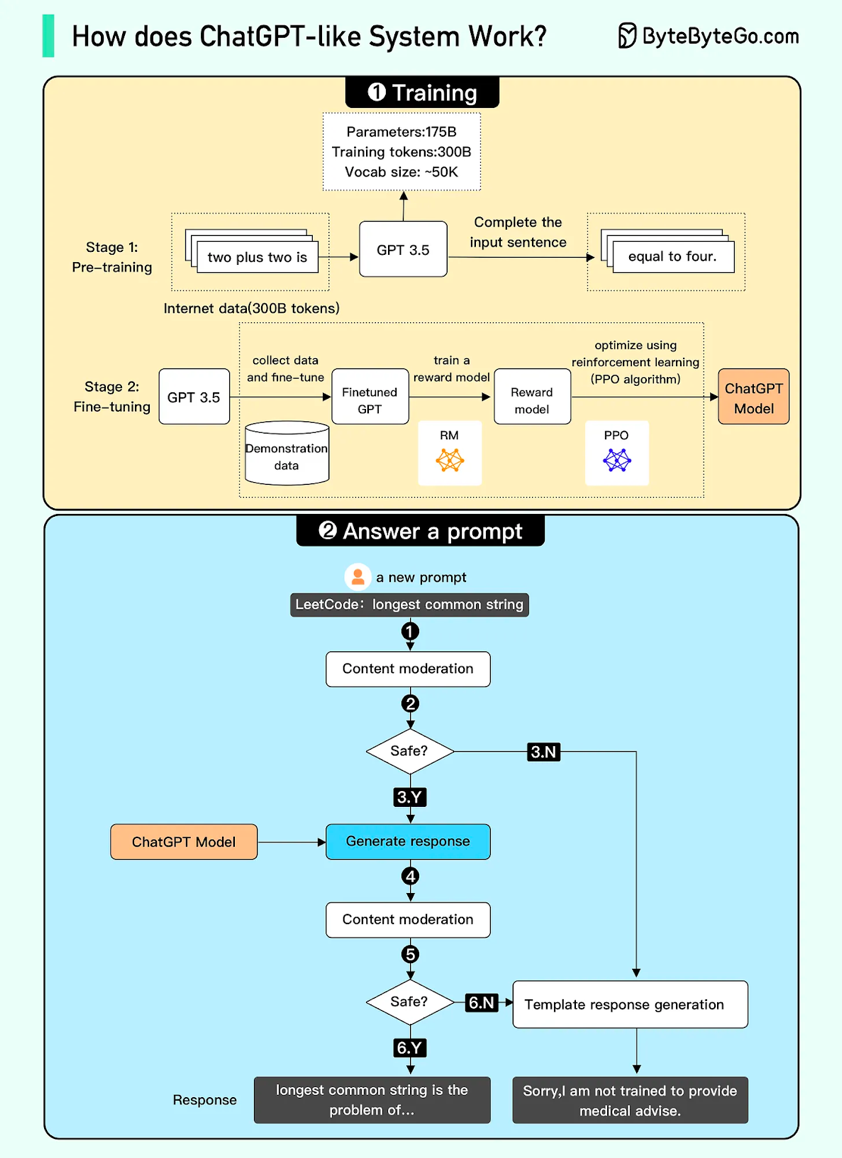 How does ChatGPT-like System Work?
ByteByteGo.com
❶ Training
Parameters:175B
Training tokens:300B
Vocab size: ~50K
Stage 1:
Pre-training
two plus two is
GPT 3.5
Complete the
input sentence
equal to four.
Internet data(300B tokens)
Stage 2:
Fine-tuning
GPT 3.5
collect data
and fine-tune
Demonstration
data
Finetuned
GPT
train a
reward model
RM
Reward
model
optimize using
reinforcement learning
(PPO algorithm)
PPO
ChatGPT
Model
❷ Answer a prompt
a new prompt
LeetCode: longest common string
1
Content moderation
2
Safe?
3.N
3.Y
ChatGPT Model
Generate response
4
Content moderation
5
Safe?
6.N
Template response generation
6.Y
Response
longest common string is the
problem of...
Sorry,I am not trained to provide
medical advise.